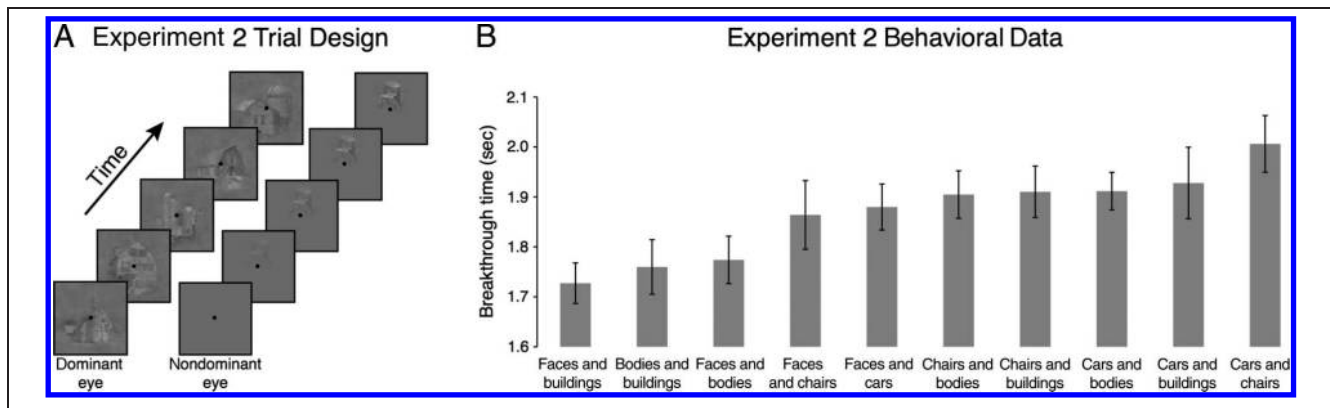 A Experiment 2 Trial Design
Time
Dominant
eye
Nondominant
eye
B Experiment 2 Behavioral Data
Breakthrough time (sec)
2.1
2.0
1.9
1.8
1.7
1.6
Faces and
buildings
Bodies and
buildings
Faces and
bodies
Faces
and chairs
Faces and
cars
Chairs and
bodies
Chairs and
buildings
Cars and
bodies
Cars and
buildings
Cars and
chairs